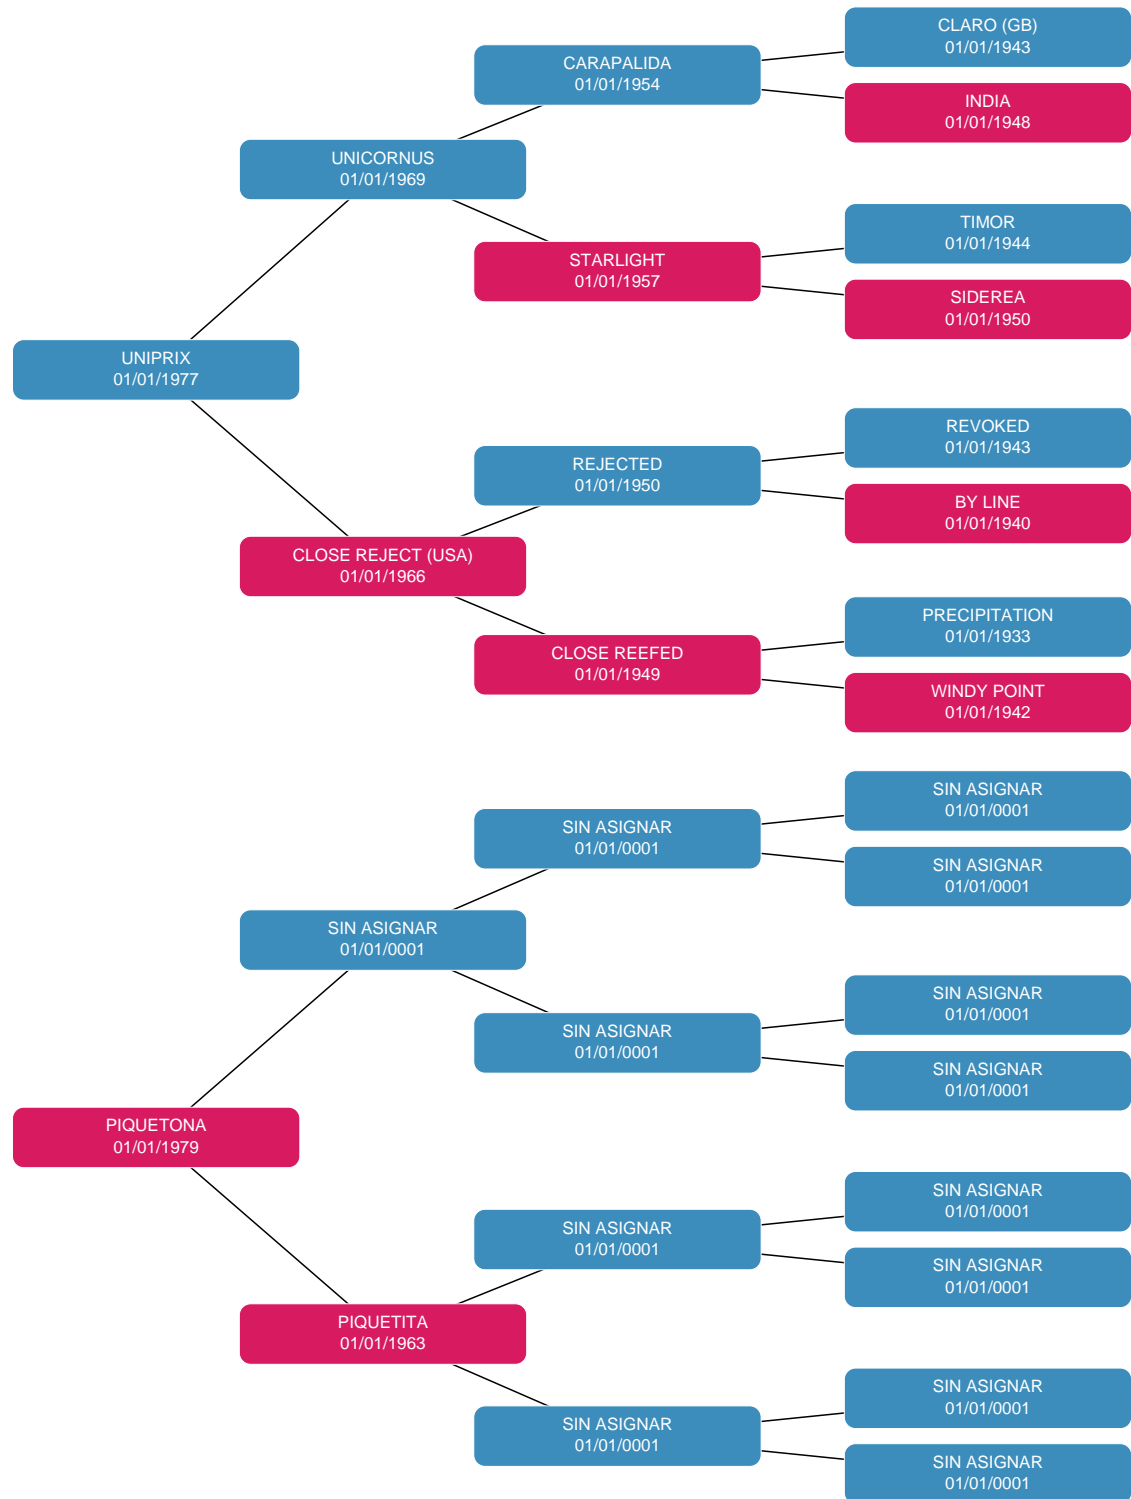 CLARO (GB)
01/01/1943
CARAPALIDA
01/01/1954
INDIA
01/01/1948
UNICORNUS
01/01/1969
TIMOR
01/01/1944
STARLIGHT
01/01/1957
SIDEREA
01/01/1950
UNIPRIX
01/01/1977
REVOKED
01/01/1943
REJECTED
01/01/1950
BY LINE
01/01/1940
CLOSE REJECT (USA)
01/01/1966
PRECIPITATION
01/01/1933
CLOSE REEFED
01/01/1949
WINDY POINT
01/01/1942
SIN ASIGNAR
01/01/0001
SIN ASIGNAR
01/01/0001
SIN ASIGNAR
01/01/0001
SIN ASIGNAR
01/01/0001
SIN ASIGNAR
01/01/0001
SIN ASIGNAR
01/01/0001
SIN ASIGNAR
01/01/0001
PIQUETONA
01/01/1979
SIN ASIGNAR
01/01/0001
SIN ASIGNAR
01/01/0001
SIN ASIGNAR
01/01/0001
PIQUETITA
01/01/1963
SIN ASIGNAR
01/01/0001
SIN ASIGNAR
01/01/0001
SIN ASIGNAR
01/01/0001